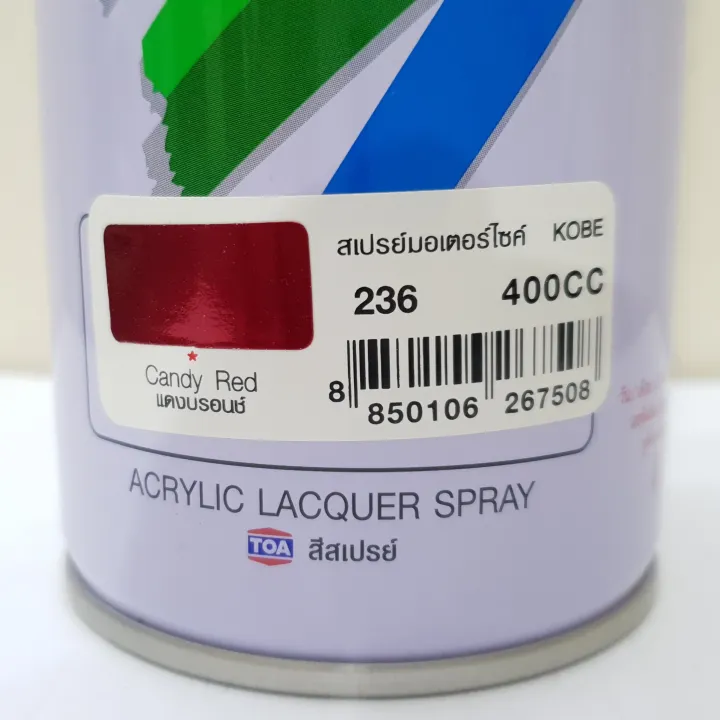 สเปรย์มอเตอร์ไซค์ KOBE
236 400CC
★
Candy Red
แดงบรอนซ์
8 850106 267508
ACRYLIC LACQUER SPRAY
TOA สีสเปรย์